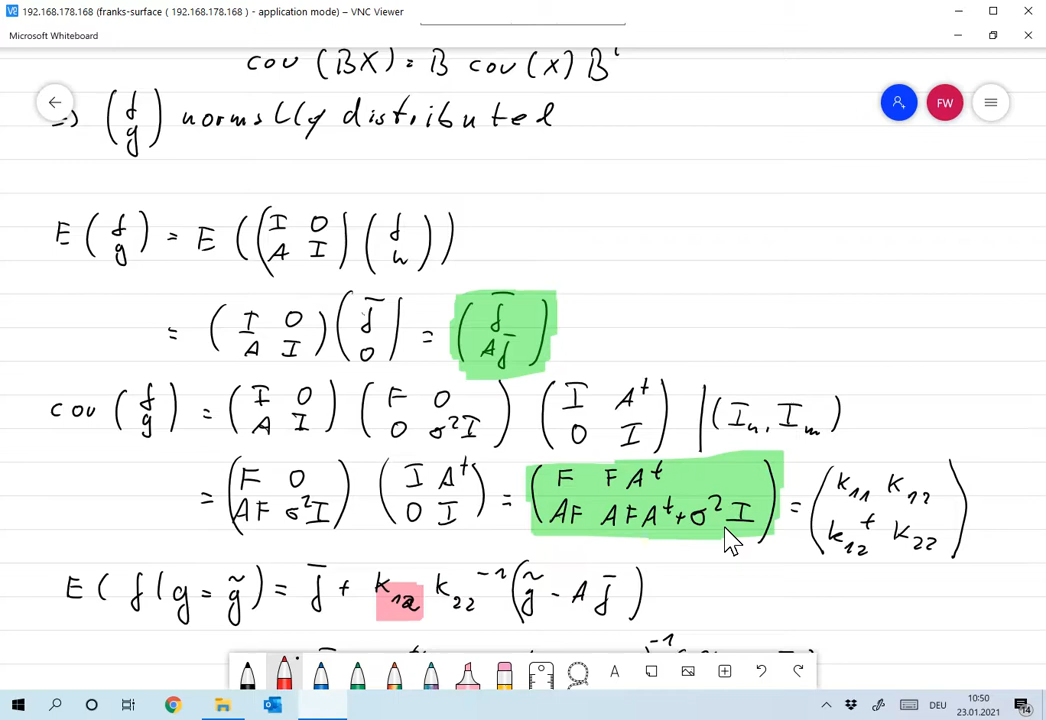 192.168.178.168 (franks-surface ( 192.168.178.168 ) - application mode) – VNC Viewer
Microsoft Whiteboard
cov (BX) = B cov (X) Bᵗ
FW
=> (f g) normally distributed
E (f g) = E ((I 0 A I) (f n))
= (I 0 A I) (f̄ 0) = (f̄ Af̄)
cov (f g) = (I 0 A I) (F 0 0 σ²I) (I Aᵗ 0 I) | (Iₙ, Iₘ)
= (F 0 AF σ²I) (I Aᵗ 0 I) = (F FAᵗ AF AFAᵗ+σ²I) = (k₁₁ k₁₂ k₁₂ᵗ k₂₂)
E (f | g = g̃) = f̄ + k₁₂ k₂₂⁻¹ (g̃ - A f̄)
DEU
10:50
23.01.2021
14